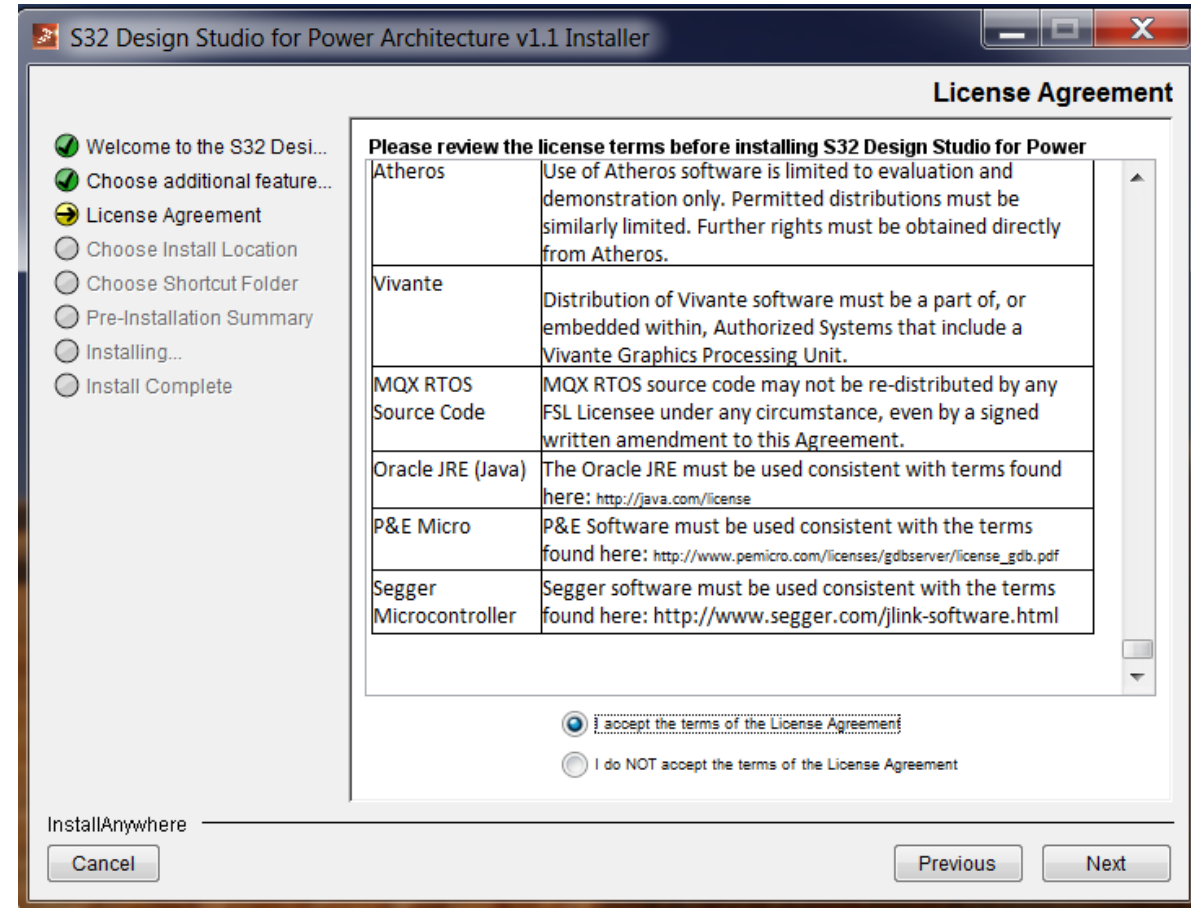 S32 Design Studio for Power Architecture v1.1 Installer
License Agreement
Welcome to the S32 Desi...
Choose additional feature...
License Agreement
Choose Install Location
Choose Shortcut Folder
Pre-Installation Summary
Installing...
Install Complete
Please review the license terms before installing S32 Design Studio for Power
Atheros
Use of Atheros software is limited to evaluation and
demonstration only. Permitted distributions must be
similarly limited. Further rights must be obtained directly
from Atheros.
Vivante
Distribution of Vivante software must be a part of, or
embedded within, Authorized Systems that include a
Vivante Graphics Processing Unit.
MQX RTOS
Source Code
MQX RTOS source code may not be re-distributed by any
FSL Licensee under any circumstance, even by a signed
written amendment to this Agreement.
Oracle JRE (Java)
The Oracle JRE must be used consistent with terms found
here: http://java.com/license
P&E Micro
P&E Software must be used consistent with the terms
found here: http://www.pemicro.com/licenses/gdbserver/license_gdb.pdf
Segger
Microcontroller
Segger software must be used consistent with the terms
found here: http://www.segger.com/jlink-software.html
I accept the terms of the License Agreement
I do NOT accept the terms of the License Agreement
InstallAnywhere
Cancel
Previous
Next